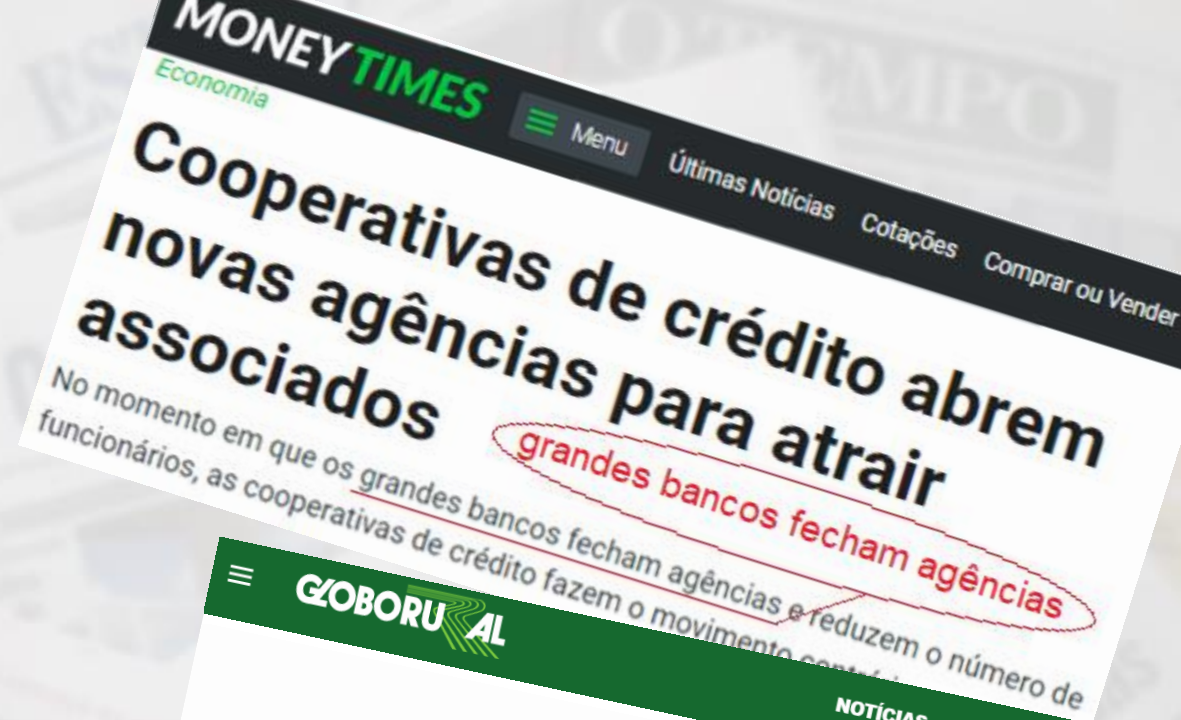 MONEY TIMES
Menu
Últimas Notícias
Cotações
Comprar ou Vender
Economia
Cooperativas de crédito abrem
novas agências para atrair
associados
grandes bancos fecham agências
No momento em que os grandes bancos fecham agências e reduzem o número de
funcionários, as cooperativas de crédito fazem o movimento
GLOBORURAL
NOTÍCIAS
O TEMPO